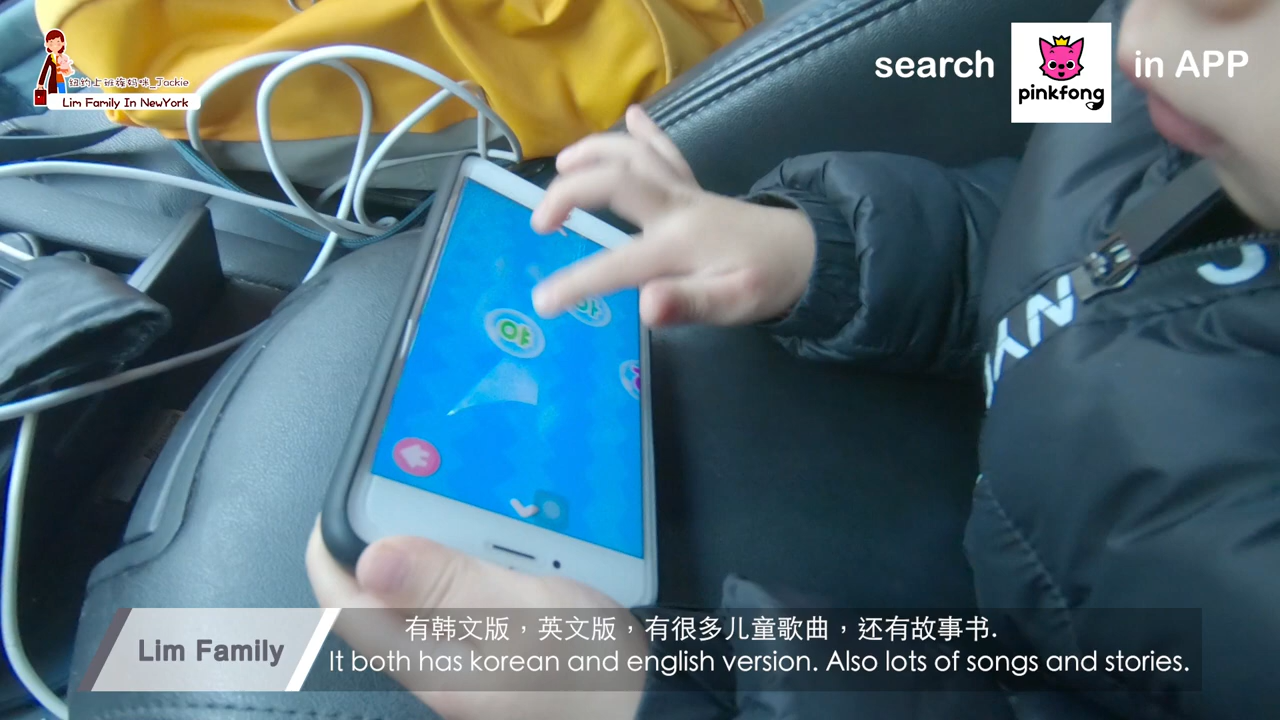 纽约上班族妈咪_Jackie
Lim Family In NewYork
search
pinkfong
in APP
Lim Family
有韩文版，英文版，有很多儿童歌曲，还有故事书.
It both has korean and english version. Also lots of songs and stories.